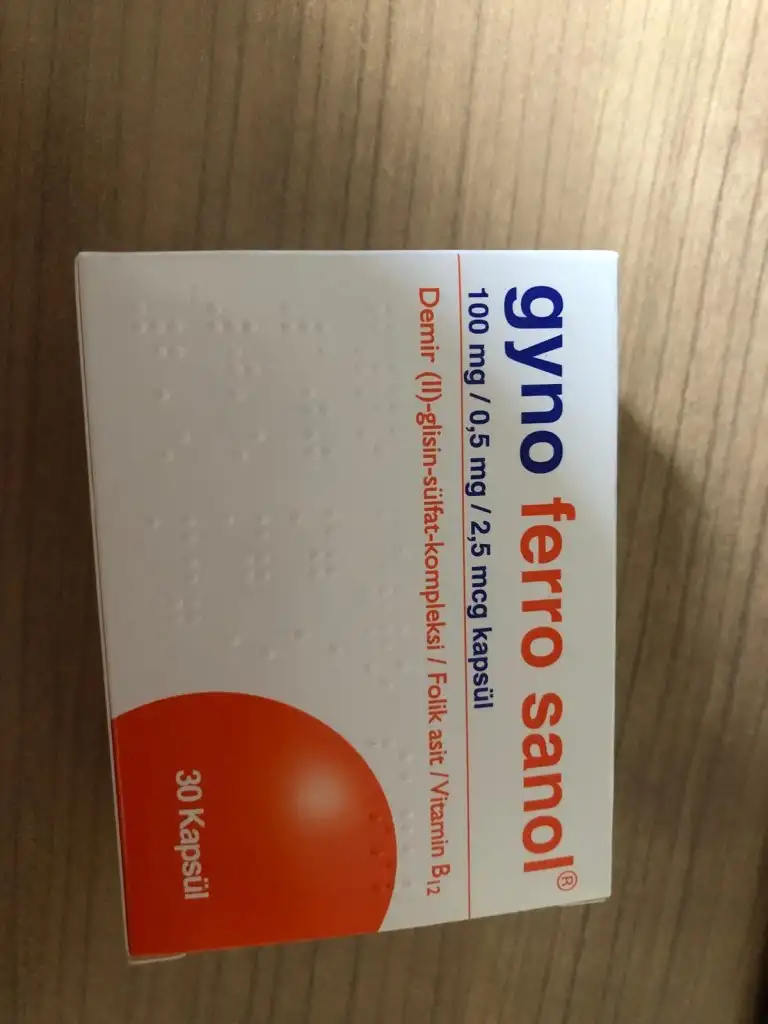 gyno ferro sanol®
100 mg / 0,5 mg / 2,5 mcg kapsül
Demir (II)-glisin-sülfat-kompleksi / Folik asit / Vitamin B12
30 Kapsül